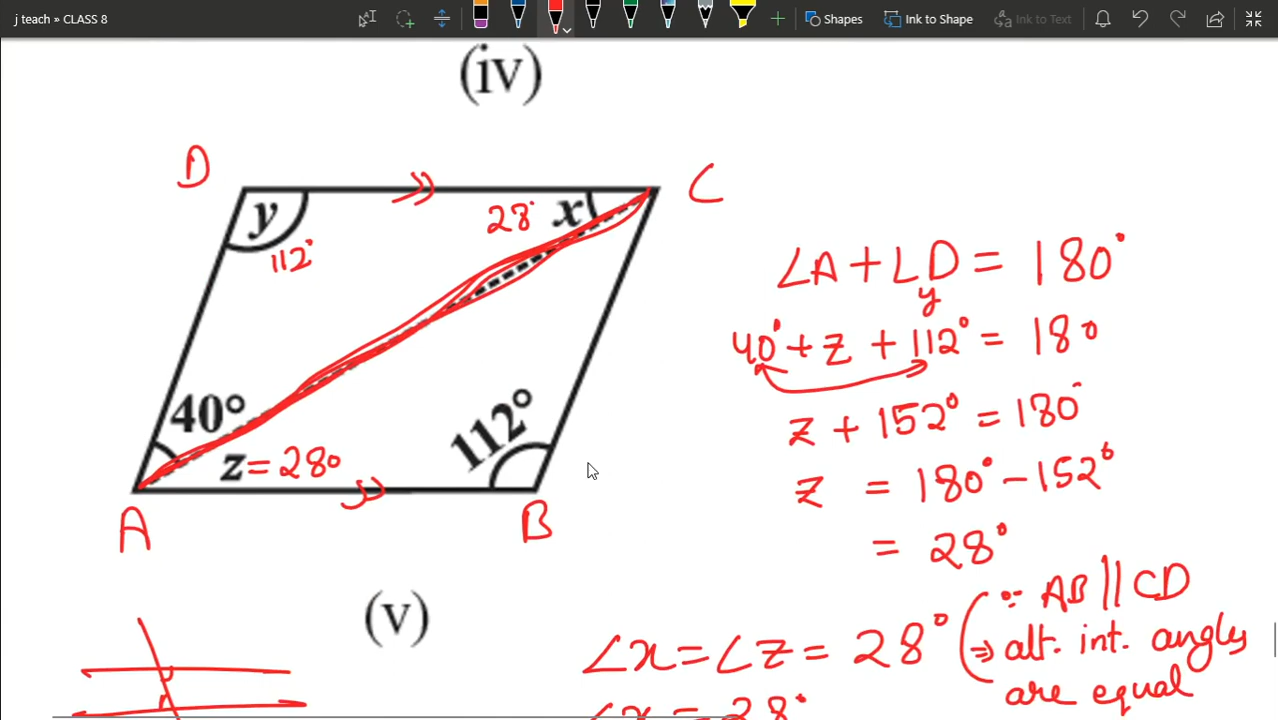 j teach » CLASS 8
Shapes
Ink to Shape
Ink to Text
(iv)
D
C
y
112°
28°
x
40°
z = 28°
112°
A
B
∠A + ∠D = 180°
y
40° + z + 112° = 180
z + 152° = 180°
z = 180° - 152°
= 28°
(v)
∠x = ∠z = 28°
∵ AB || CD
⇒ alt. int. angles
are equal
∠x = 28°